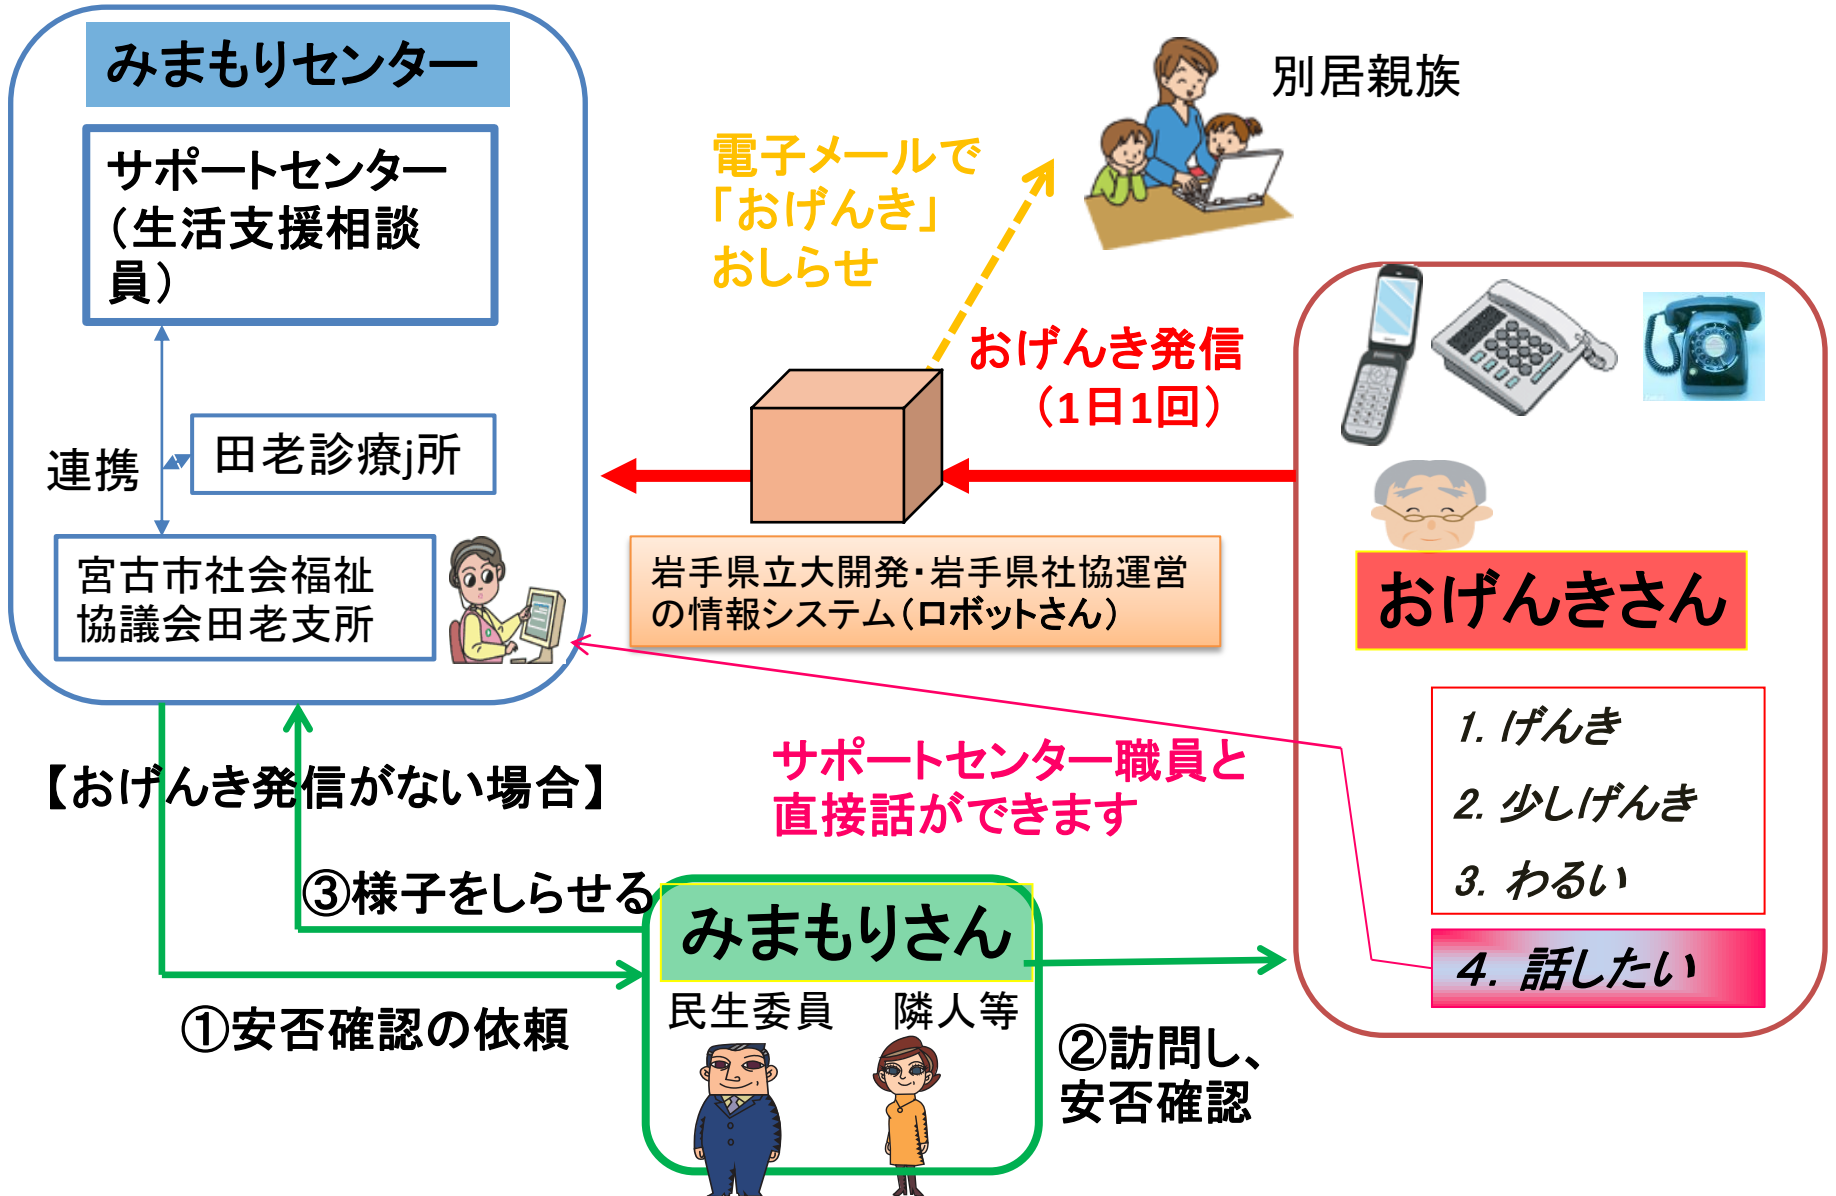 みまもりセンター
サポートセンター
（生活支援相談
員）
連携
田老診療j所
宮古市社会福祉
協議会田老支所
電子メールで
「おげんき」
おしらせ
別居親族
おげんき発信
（1日1回）
岩手県立大開発・岩手県社協運営
の情報システム（ロボットさん）
おげんきさん
1. げんき
2. 少しげんき
3. わるい
4. 話したい
サポートセンター職員と
直接話ができます
【おげんき発信がない場合】
③様子をしらせる
①安否確認の依頼
みまもりさん
民生委員 隣人等
②訪問し、
安否確認